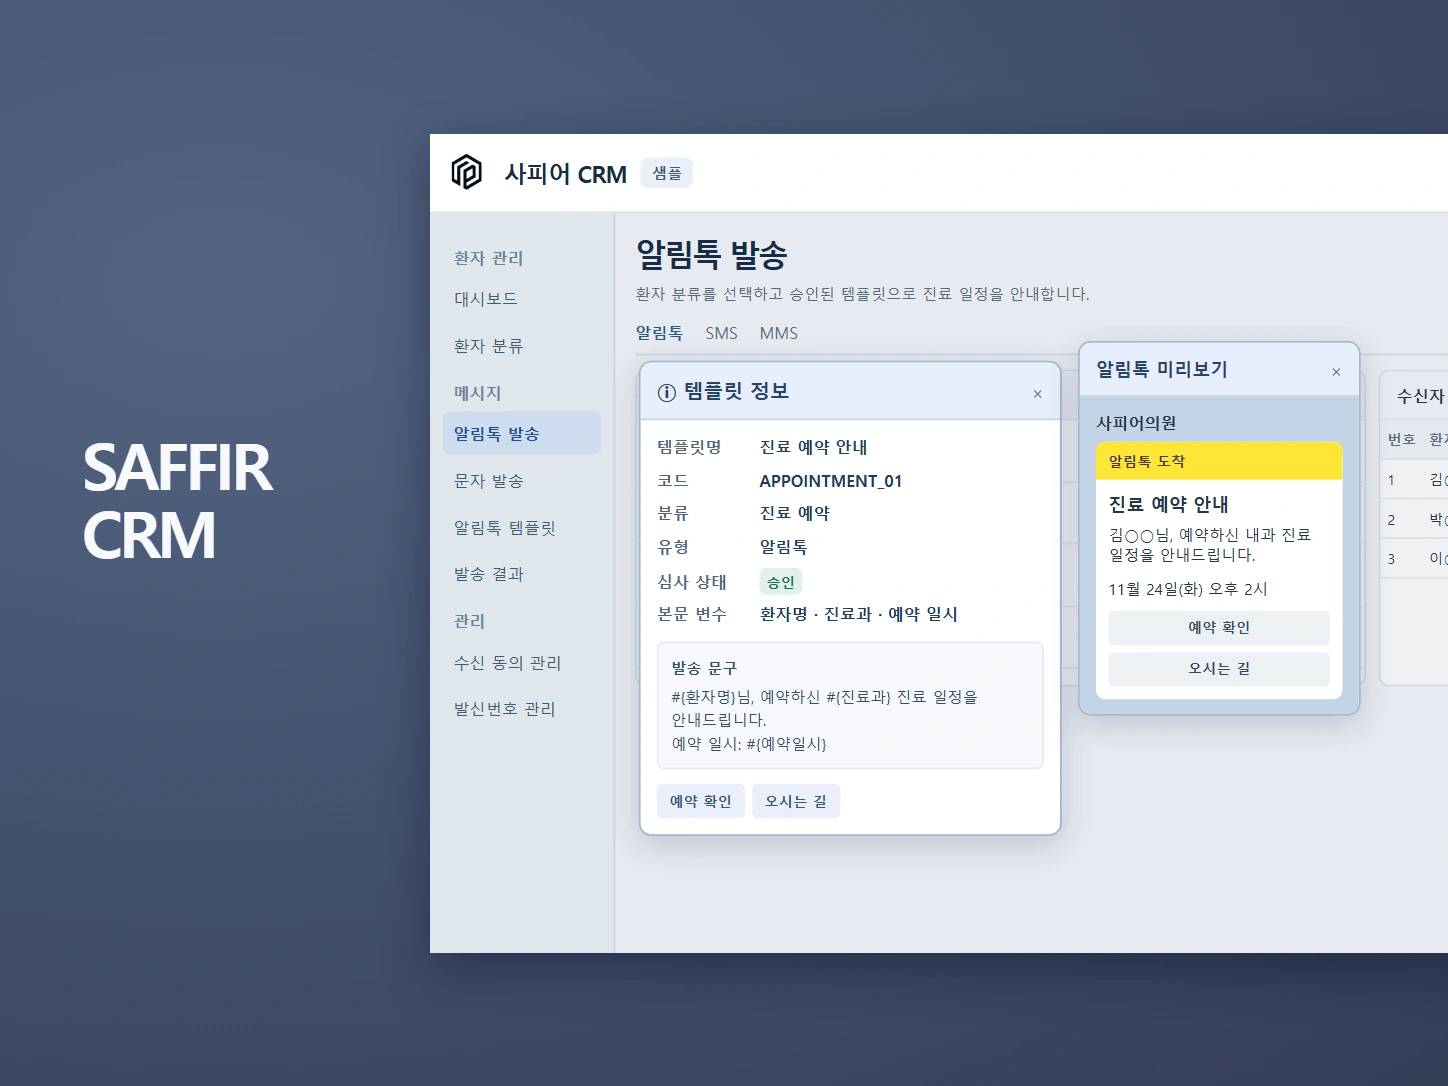 SAFFIR
CRM
사피어 CRM
샘플
환자 관리
대시보드
환자 분류
메시지
알림톡 발송
문자 발송
알림톡 템플릿
발송 결과
관리
수신 동의 관리
발신번호 관리
알림톡 발송
환자 분류를 선택하고 승인된 템플릿으로 진료 일정을 안내합니다.
알림톡 SMS MMS
템플릿 정보 ×
템플릿명 진료 예약 안내
코드 APPOINTMENT_01
분류 진료 예약
유형 알림톡
심사 상태 승인
본문 변수 환자명 · 진료과 · 예약 일시
발송 문구
#{환자명}님, 예약하신 #{진료과} 진료 일정을
안내드립니다.
예약 일시: #{예약일시}
예약 확인 오시는 길
알림톡 미리보기 ×
사피어의원
알림톡 도착
진료 예약 안내
김○○님, 예약하신 내과 진료
일정을 안내드립니다.
11월 24일(화) 오후 2시
예약 확인
오시는 길
수신자
번호
1 김
2 박
3 이